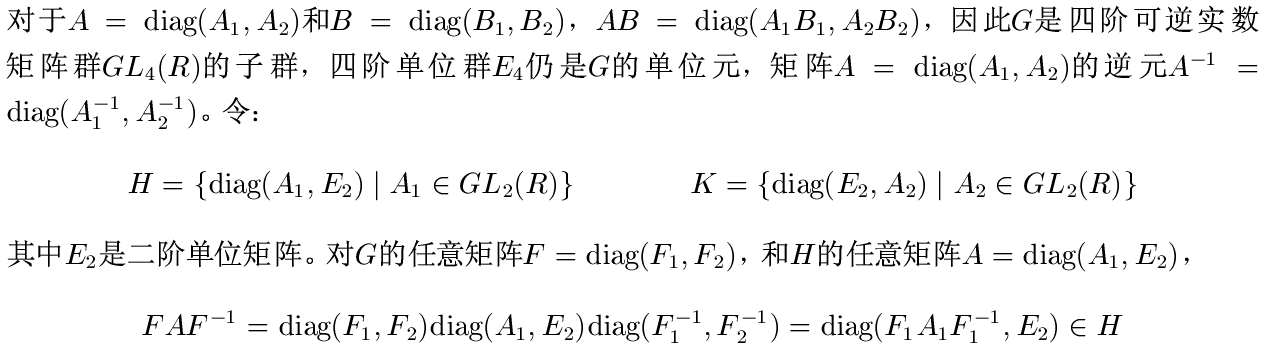 对于A = diag(A₁, A₂)和B = diag(B₁, B₂)，AB = diag(A₁B₁, A₂B₂)，因此G是四阶可逆实数
矩阵群GL₄(R)的子群，四阶单位群E₄仍是G的单位元，矩阵A = diag(A₁, A₂)的逆元A⁻¹ =
diag(A₁⁻¹, A₂⁻¹)。令：
H = {diag(A₁, E₂) | A₁ ∈ GL₂(R)} K = {diag(E₂, A₂) | A₂ ∈ GL₂(R)}
其中E₂是二阶单位矩阵。对G的任意矩阵F = diag(F₁, F₂)，和H的任意矩阵A = diag(A₁, E₂)，
FAF⁻¹ = diag(F₁, F₂)diag(A₁, E₂)diag(F₁⁻¹, F₂⁻¹) = diag(F₁A₁F₁⁻¹, E₂) ∈ H